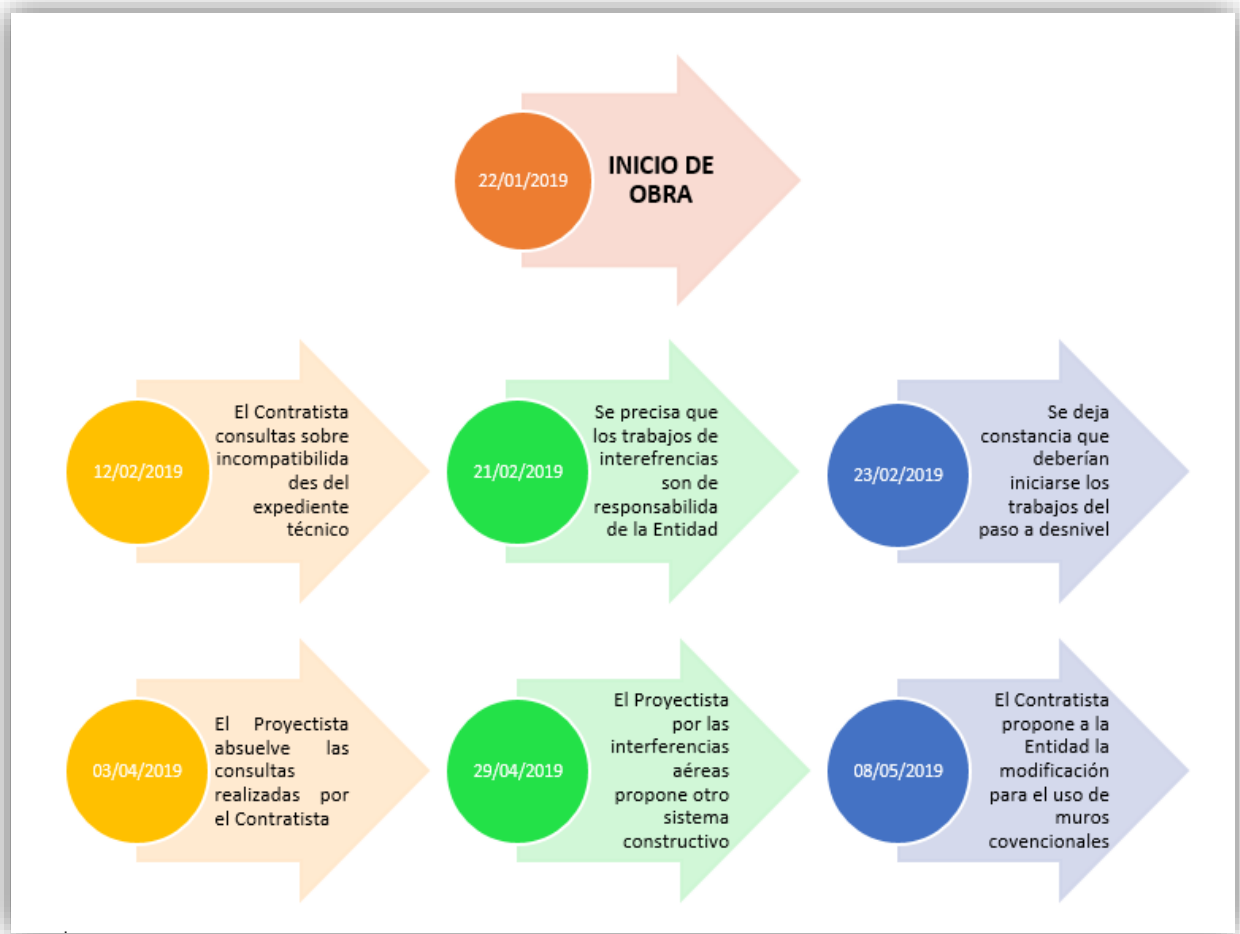 22/01/2019
INICIO DE
OBRA
12/02/2019
El Contratista
consultas sobre
incompatibilida
des del
expediente
técnico
21/02/2019
Se precisa que
los trabajos de
interefrencias
son de
responsabilida
de la Entidad
23/02/2019
Se deja
constancia que
deberían
iniciarse los
trabajos del
paso a desnivel
03/04/2019
El Proyectista
absuelve las
consultas
realizadas por
el Contratista
29/04/2019
El Proyectista
por las
interferencias
aéreas
propone otro
sistema
constructivo
08/05/2019
El Contratista
propone a la
Entidad la
modificación
para el uso de
muros
covencionales